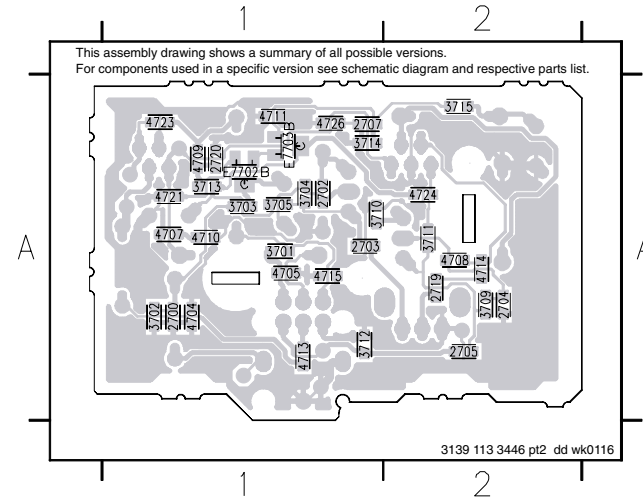 1 2
This assembly drawing shows a summary of all possible versions.
For components used in a specific version see schematic diagram and respective parts list.
3715
4711
4723 4726 2707
3714
E7703B
C
4709 2720
E7702B
C
3713
4721 3703 3705 3704 2702 4724
3710
4707 4710 3711
3701 2703
4708
4705 4715 4714
2719
3709 2704
3702 2700 4704
3712
4713 2705
A A
3139 113 3446 pt2 dd wk0116
1 2